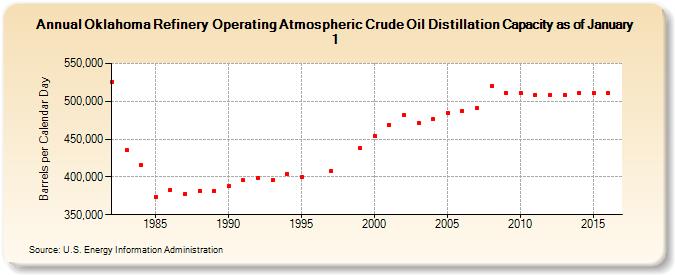 Annual Oklahoma Refinery Operating Atmospheric Crude Oil Distillation Capacity as of January
1
Barrels per Calendar Day
550,000
500,000
450,000
400,000
350,000
1985 1990 1995 2000 2005 2010 2015
Source: U.S. Energy Information Administration